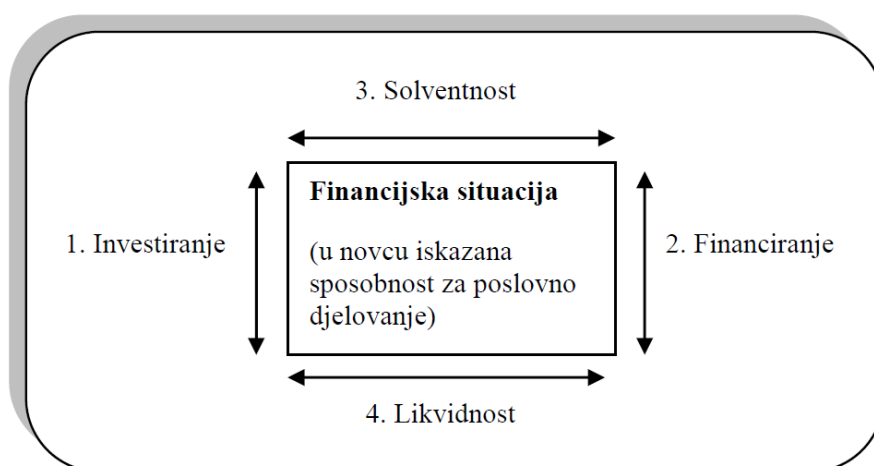 3. Solventnost
Financijska situacija
1. Investiranje
(u novcu iskazana
sposobnost za poslovno
djelovanje)
2. Financiranje
4. Likvidnost